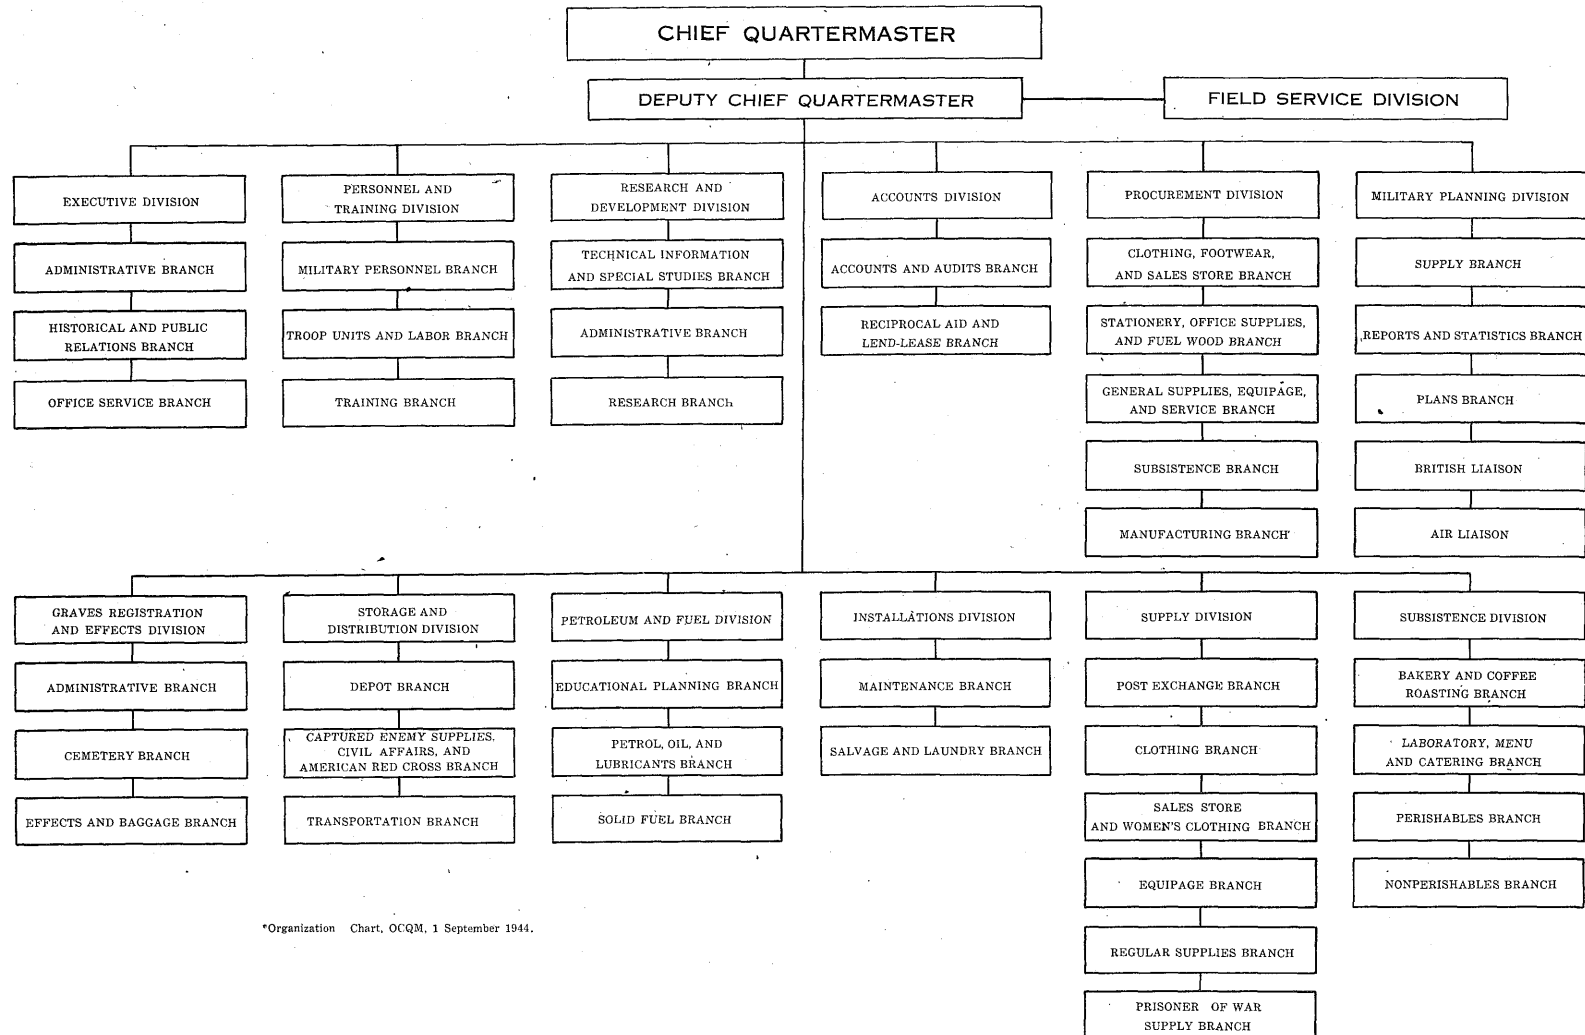 CHIEF QUARTERMASTER
DEPUTY CHIEF QUARTERMASTER
FIELD SERVICE DIVISION
EXECUTIVE DIVISION
ADMINISTRATIVE BRANCH
HISTORICAL AND PUBLIC
RELATIONS BRANCH
OFFICE SERVICE BRANCH
PERSONNEL AND
TRAINING DIVISION
MILITARY PERSONNEL BRANCH
TROOP UNITS AND LABOR BRANCH
TRAINING BRANCH
RESEARCH AND
DEVELOPMENT DIVISION
TECHNICAL INFORMATION
AND SPECIAL STUDIES BRANCH
ADMINISTRATIVE BRANCH
RESEARCH BRANCH
ACCOUNTS DIVISION
ACCOUNTS AND AUDITS BRANCH
RECIPROCAL AID AND
LEND-LEASE BRANCH
PROCUREMENT DIVISION
CLOTHING, FOOTWEAR,
AND SALES STORE BRANCH
STATIONERY, OFFICE SUPPLIES,
AND FUEL WOOD BRANCH
GENERAL SUPPLIES, EQUIPAGE,
AND SERVICE BRANCH
SUBSISTENCE BRANCH
MANUFACTURING BRANCH
MILITARY PLANNING DIVISION
SUPPLY BRANCH
REPORTS AND STATISTICS BRANCH
PLANS BRANCH
BRITISH LIAISON
AIR LIAISON
GRAVES REGISTRATION
AND EFFECTS DIVISION
ADMINISTRATIVE BRANCH
CEMETERY BRANCH
EFFECTS AND BAGGAGE BRANCH
STORAGE AND
DISTRIBUTION DIVISION
DEPOT BRANCH
CAPTURED ENEMY SUPPLIES,
CIVIL AFFAIRS, AND
AMERICAN RED CROSS BRANCH
TRANSPORTATION BRANCH
PETROLEUM AND FUEL DIVISION
EDUCATIONAL PLANNING BRANCH
PETROL, OIL, AND
LUBRICANTS BRANCH
SOLID FUEL BRANCH
INSTALLATIONS DIVISION
MAINTENANCE BRANCH
SALVAGE AND LAUNDRY BRANCH
SUPPLY DIVISION
POST EXCHANGE BRANCH
CLOTHING BRANCH
SALES STORE
AND WOMEN'S CLOTHING BRANCH
EQUIPAGE BRANCH
REGULAR SUPPLIES BRANCH
PRISONER OF WAR
SUPPLY BRANCH
SUBSISTENCE DIVISION
BAKERY AND COFFEE
ROASTING BRANCH
LABORATORY, MENU
AND CATERING BRANCH
PERISHABLES BRANCH
NONPERISHABLES BRANCH
*Organization Chart, OCQM, 1 September 1944.